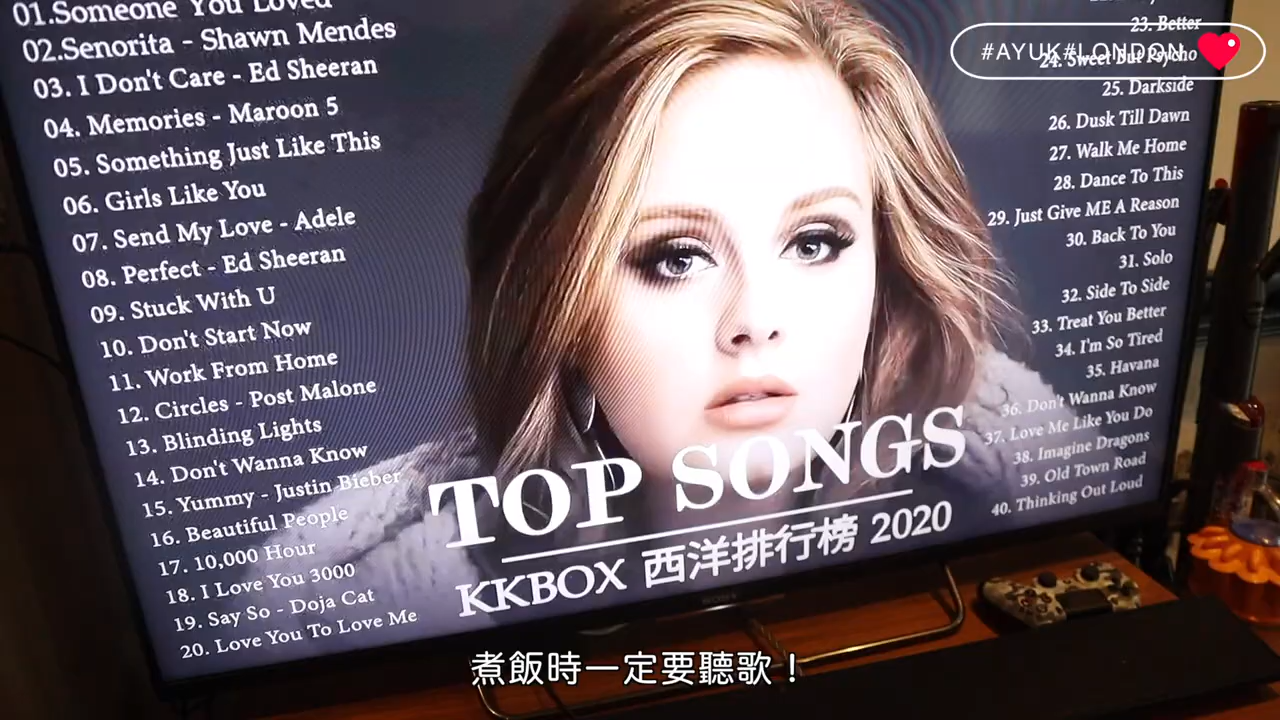 01.Someone You Loved
02.Senorita - Shawn Mendes
03. I Don't Care - Ed Sheeran
04. Memories - Maroon 5
05. Something Just Like This
06. Girls Like You
07. Send My Love - Adele
08. Perfect - Ed Sheeran
09. Stuck With U
10. Don't Start Now
11. Work From Home
12. Circles - Post Malone
13. Blinding Lights
14. Don't Wanna Know
15. Yummy - Justin Bieber
16. Beautiful People
17. 10,000 Hour
18. I Love You 3000
19. Say So - Doja Cat
20. Love You To Love Me
23. Better
24. Sweet But Psycho
25. Darkside
26. Dusk Till Dawn
27. Walk Me Home
28. Dance To This
29. Just Give ME A Reason
30. Back To You
31. Solo
32. Side To Side
33. Treat You Better
34. I'm So Tired
35. Havana
36. Don't Wanna Know
37. Love Me Like You Do
38. Imagine Dragons
39. Old Town Road
40. Thinking Out Loud
#AYUK#LONDON
TOP SONGS
KKBOX 西洋排行榜 2020
SONY
煮飯時一定要聽歌！